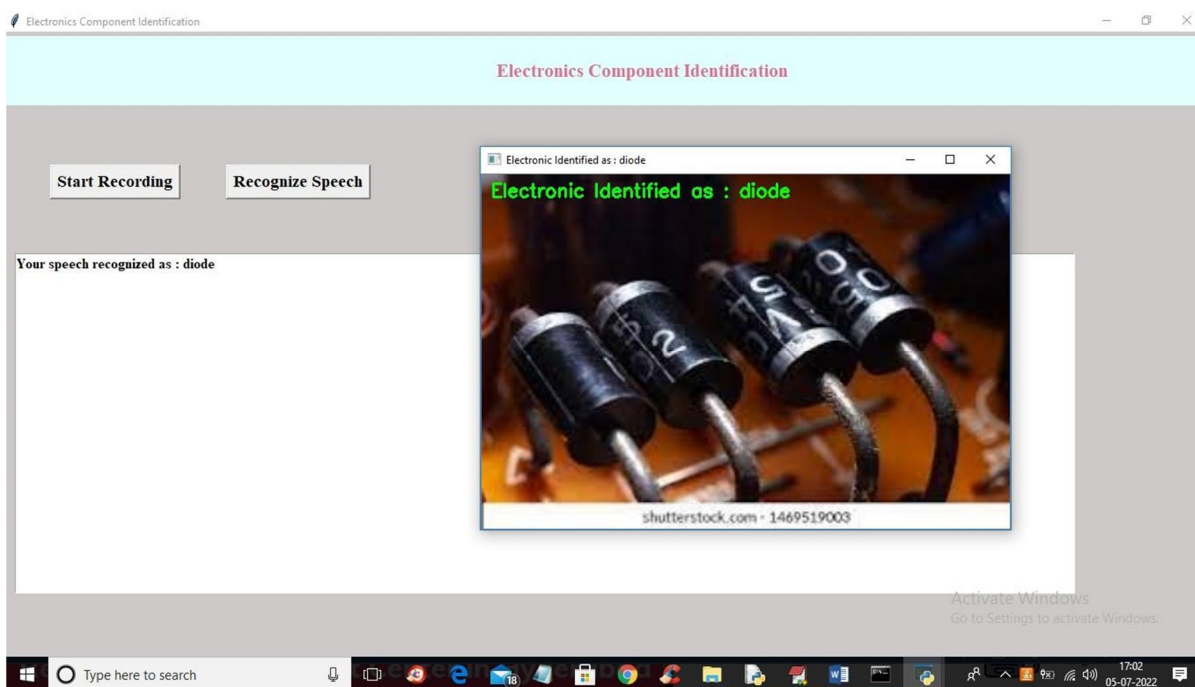 Electronics Component Identification
Electronics Component Identification
Start Recording
Recognize Speech
Your speech recognized as : diode
Electronic Identified as : diode
Electronic Identified as : diode
shutterstock.com · 1469519003
Activate Windows
Go to Settings to activate Windows.
Type here to search
18
17:02
05-07-2022